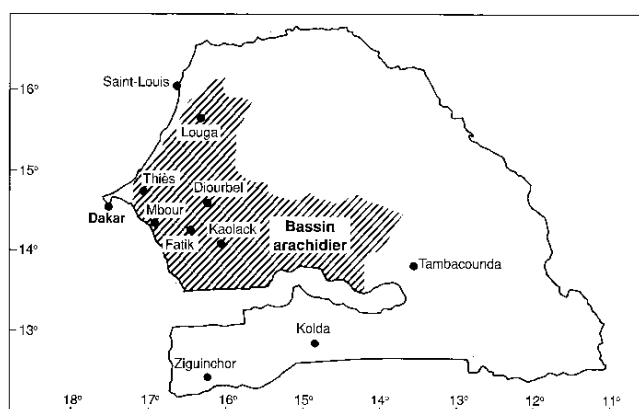 16°
Saint-Louis
Louga
15°
Thiès
Diourbel
Dakar
Mbour
Kaolack
Bassin
arachidier
14°
Fatik
Tambacounda
13°
Kolda
Ziguinchor
18°
17°
16°
15°
14°
13°
12°
11°